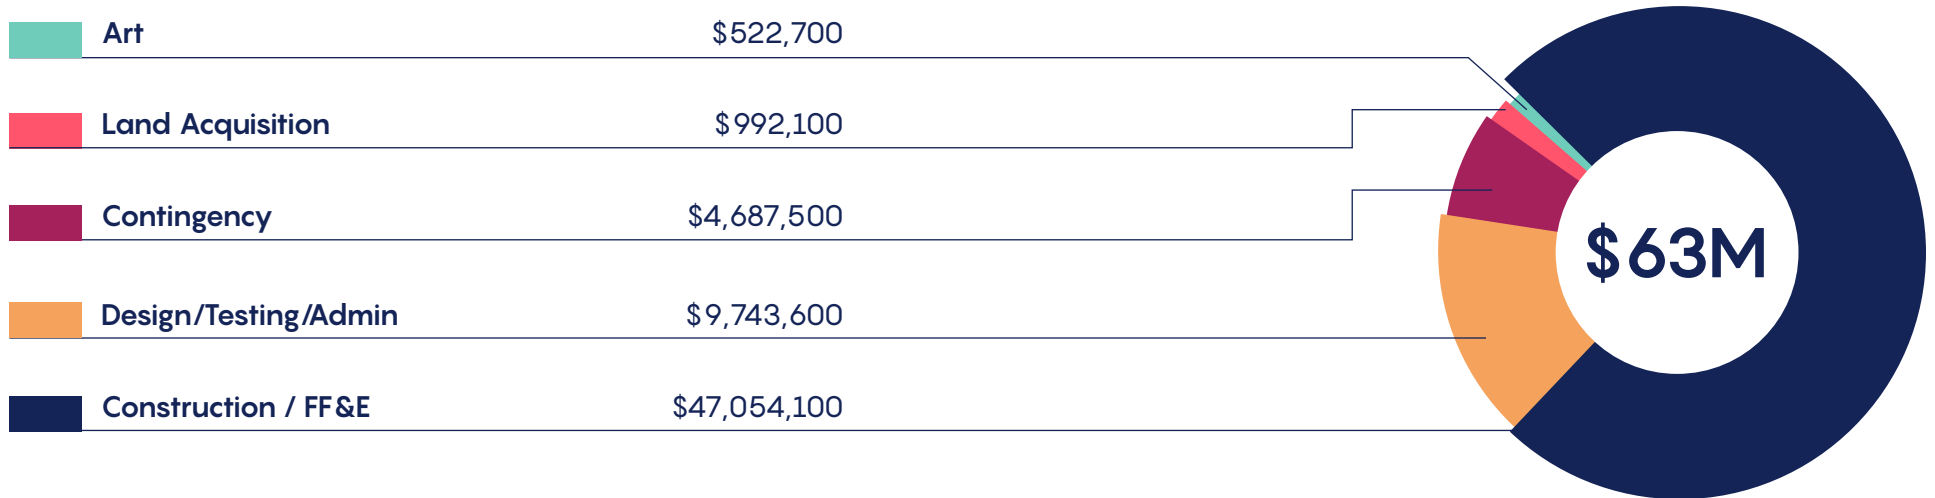 Art $522,700
Land Acquisition $992,100
Contingency $4,687,500
$63M
Design/Testing/Admin $9,743,600
Construction / FF&E $47,054,100